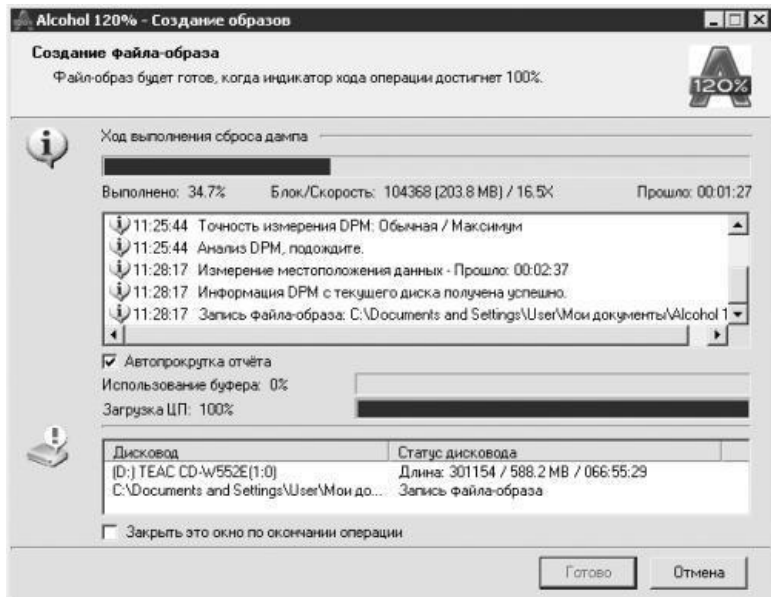 Alcohol 120% - Создание образов
Создание файла-образа
Файл-образ будет готов, когда индикатор хода операции достигнет 100%.
120%
Ход выполнения сброса дампа
Выполнено: 34.7% Блок/Скорость: 104368 (203.8 MB) / 16.5X Прошло: 00:01:27
11:25:44 Точность измерения DPM: Обычная / Максимум
11:25:44 Анализ DPM, подождите.
11:28:17 Измерение местоположения данных - Прошло: 00:02:37
11:28:17 Информация DPM с текущего диска получена успешно.
11:28:17 Запись файла-образа: C:\Documents and Settings\User\Мои документы\Alcohol 1
Автопрокрутка отчёта
Использование буфера: 0%
Загрузка ЦП: 100%
Дисковод Статус дисковода
(D:) TEAC CD-W552E(1:0) Длина: 301154 / 588.2 MB / 066:55:29
C:\Documents and Settings\User\Мои до... Запись файла-образа
Закрыть это окно по окончании операции
Готово Отмена